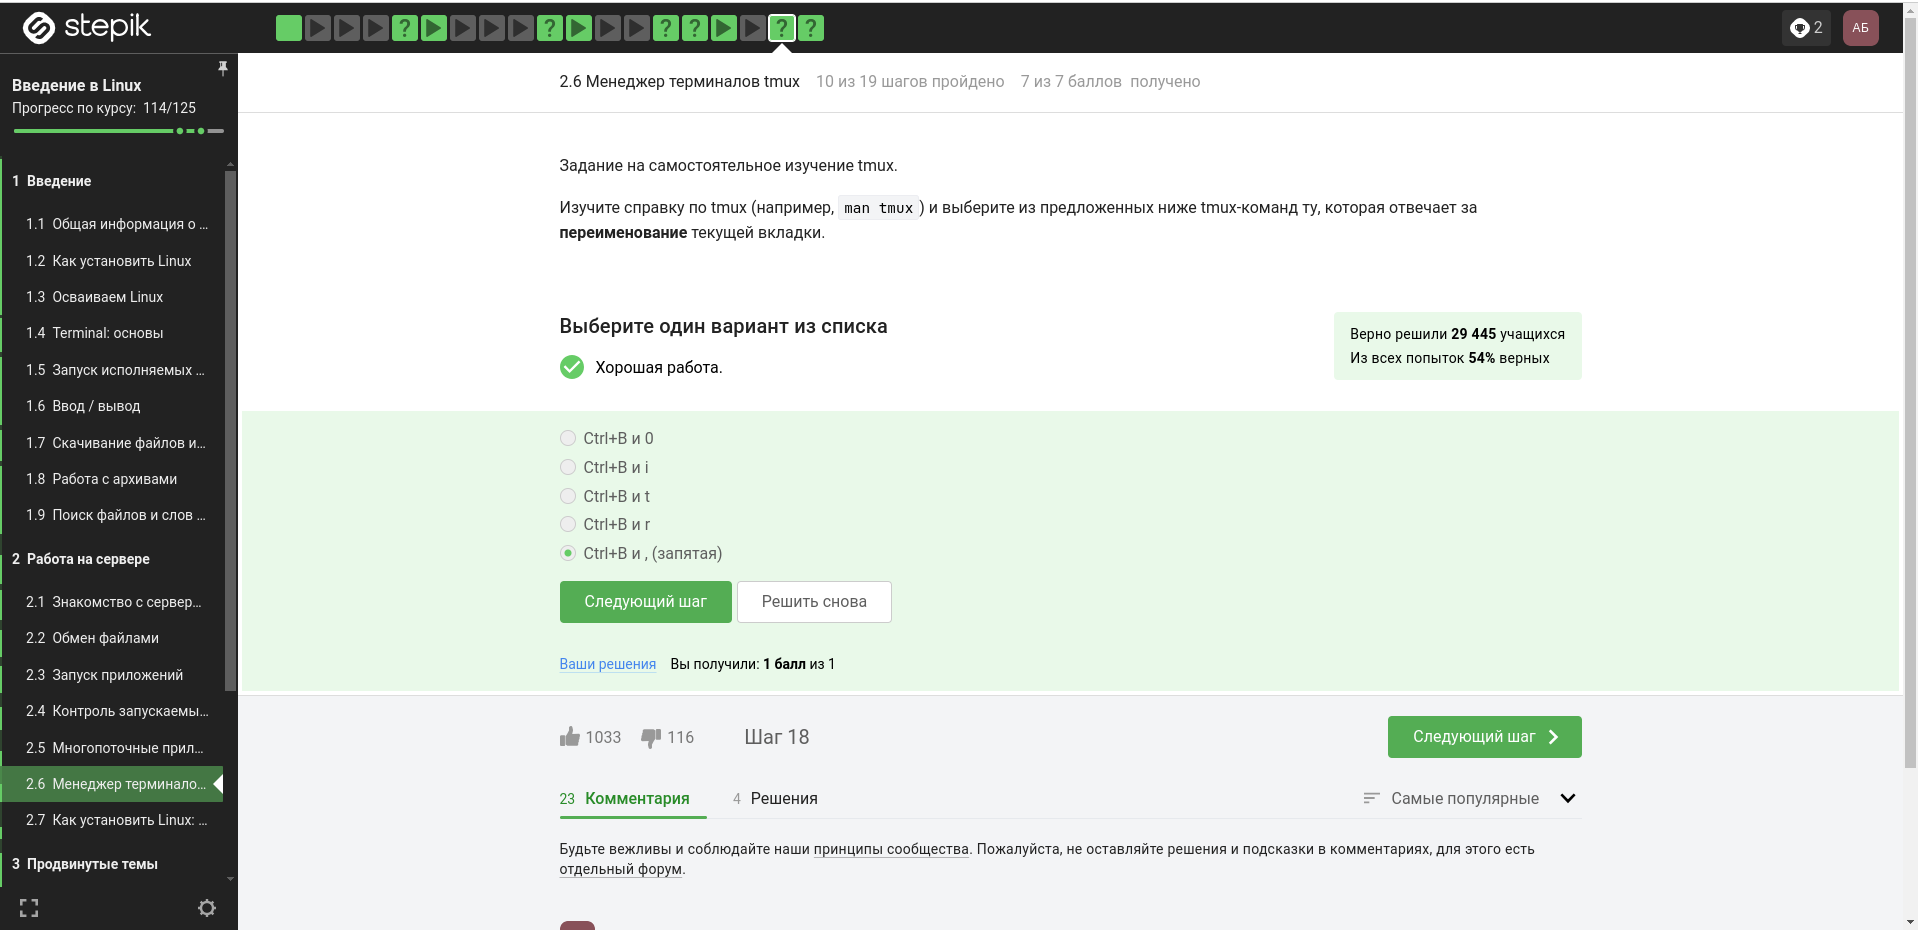 stepik
? ? ? ? ? ? ?
2
АБ
Введение в Linux
Прогресс по курсу: 114/125
1 Введение
1.1 Общая информация о ...
1.2 Как установить Linux
1.3 Осваиваем Linux
1.4 Terminal: основы
1.5 Запуск исполняемых ...
1.6 Ввод / вывод
1.7 Скачивание файлов и...
1.8 Работа с архивами
1.9 Поиск файлов и слов ...
2 Работа на сервере
2.1 Знакомство с сервер...
2.2 Обмен файлами
2.3 Запуск приложений
2.4 Контроль запускаемы...
2.5 Многопоточные прил...
2.6 Менеджер терминало...
2.7 Как установить Linux: ...
3 Продвинутые темы
2.6 Менеджер терминалов tmux 10 из 19 шагов пройдено 7 из 7 баллов получено
Задание на самостоятельное изучение tmux.
Изучите справку по tmux (например, man tmux ) и выберите из предложенных ниже tmux-команд ту, которая отвечает за
переименование текущей вкладки.
Выберите один вариант из списка
Хорошая работа.
Верно решили 29 445 учащихся
Из всех попыток 54% верных
Ctrl+B и 0
Ctrl+B и i
Ctrl+B и t
Ctrl+B и r
Ctrl+B и , (запятая)
Следующий шаг Решить снова
Ваши решения Вы получили: 1 балл из 1
1033 116 Шаг 18 Следующий шаг
23 Комментария 4 Решения Самые популярные
Будьте вежливы и соблюдайте наши принципы сообщества. Пожалуйста, не оставляйте решения и подсказки в комментариях, для этого есть
отдельный форум.